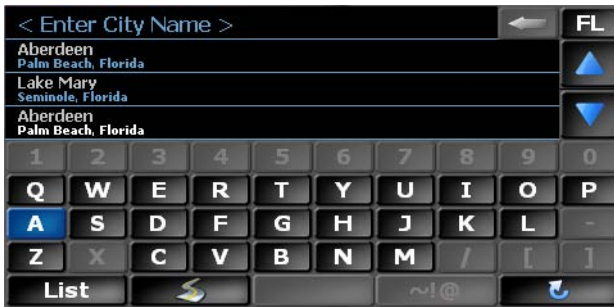 < Enter City Name > FL
Aberdeen
Palm Beach, Florida
Lake Mary
Seminole, Florida
Aberdeen
Palm Beach, Florida
1 2 3 4 5 6 7 8 9 0
Q W E R T Y U I O P
A S D F G H J K L -
Z X C V B N M / [ ]
List ~!@